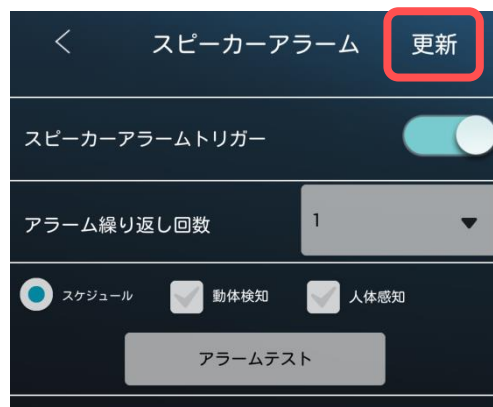 スピーカーアラーム 更新
スピーカーアラームトリガー
アラーム繰り返し回数 1
スケジュール 動体検知 人体感知
アラームテスト